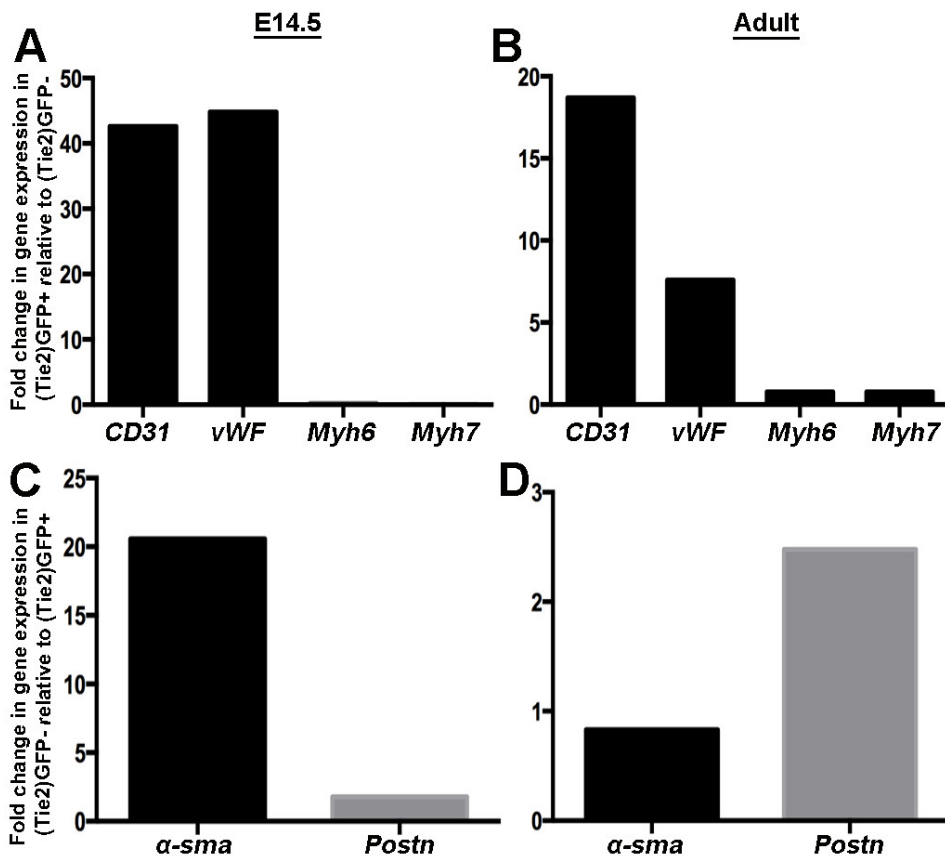 E14.5
Adult
A
B
Fold change in gene expression in
(Tie2)GFP+ relative to (Tie2)GFP-
50
40
30
20
10
0
CD31 vWF Myh6 Myh7
20
15
10
5
0
CD31 vWF Myh6 Myh7
C
D
Fold change in gene expression in
(Tie2)GFP- relative to (Tie2)GFP+
25
20
15
10
5
0
α-sma Postn
3
2
1
0
α-sma Postn